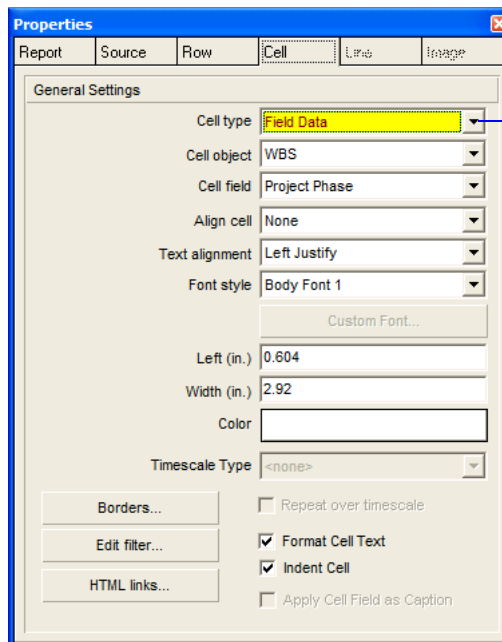 Properties
Report Source Row Cell Line Image
General Settings
Cell type Field Data
Cell object WBS
Cell field Project Phase
Align cell None
Text alignment Left Justify
Font style Body Font 1
Custom Font...
Left (in.) 0.604
Width (in.) 2.92
Color
Timescale Type <none>
Borders... Repeat over timescale
Edit filter... Format Cell Text
Indent Cell
HTML links...
Apply Cell Field as Caption